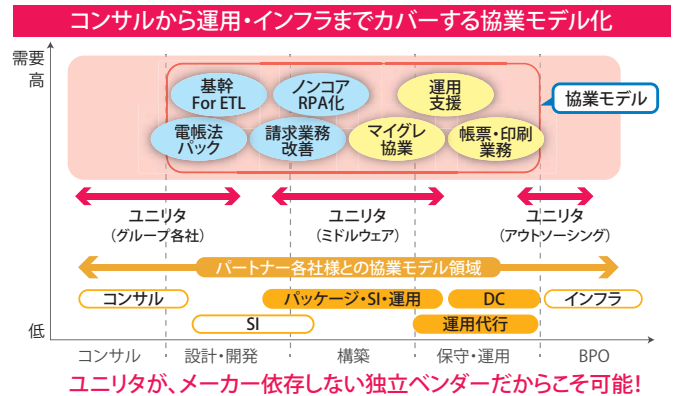 コンサルから運用・インフラまでカバーする協業モデル化
需要
高
基幹
For ETL
ノンコア
RPA化
運用
支援
協業モデル
電帳法
パック
請求業務
改善
マイグレ
協業
帳票・印刷
業務
ユニリタ
（グループ各社）
ユニリタ
（ミドルウェア）
ユニリタ
（アウトソーシング）
パートナー各社様との協業モデル領域
コンサル
パッケージ・SI・運用
DC
インフラ
SI
運用代行
低
コンサル
設計・開発
構築
保守・運用
BPO
ユニリタが、メーカー依存しない独立ベンダーだからこそ可能！